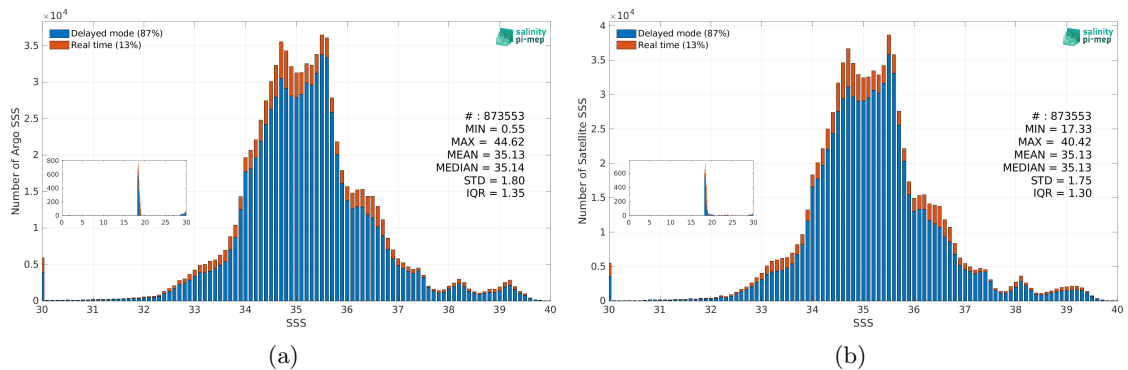 ×10⁴
Delayed mode (87%)
Real time (13%)
salinity
pi-mep
# : 873553
MIN = 0.55
MAX = 44.62
MEAN = 35.13
MEDIAN = 35.14
STD = 1.80
IQR = 1.35
Number of Argo SSS
3.5
3
2.5
2
1.5
1
0.5
0
800
600
400
200
0
0 5 10 15 20 25 30
30 31 32 33 34 35 36 37 38 39 40
SSS
(a)
×10⁴
Delayed mode (87%)
Real time (13%)
salinity
pi-mep
# : 873553
MIN = 17.33
MAX = 40.42
MEAN = 35.13
MEDIAN = 35.13
STD = 1.75
IQR = 1.30
Number of Satellite SSS
4
3.5
3
2.5
2
1.5
1
0.5
0
600
400
200
0
0 5 10 15 20 25 30
30 31 32 33 34 35 36 37 38 39 40
SSS
(b)